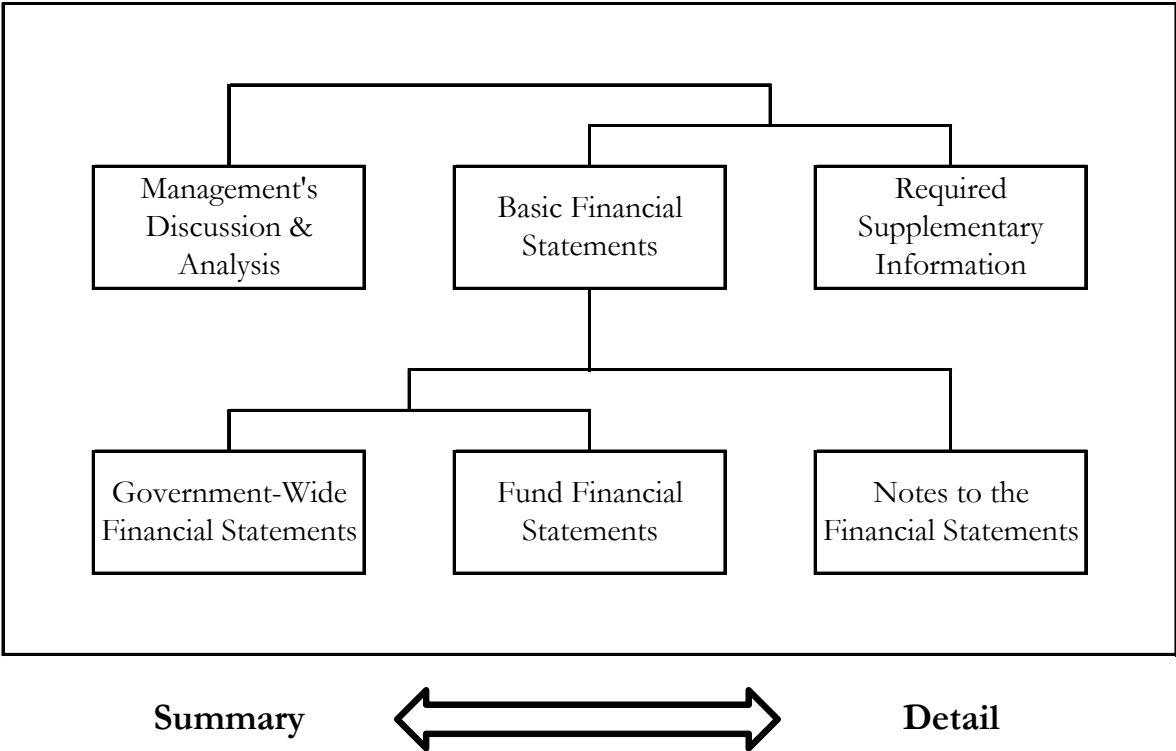 Management's
Discussion &
Analysis
Basic Financial
Statements
Required
Supplementary
Information
Government-Wide
Financial Statements
Fund Financial
Statements
Notes to the
Financial Statements
Summary
Detail